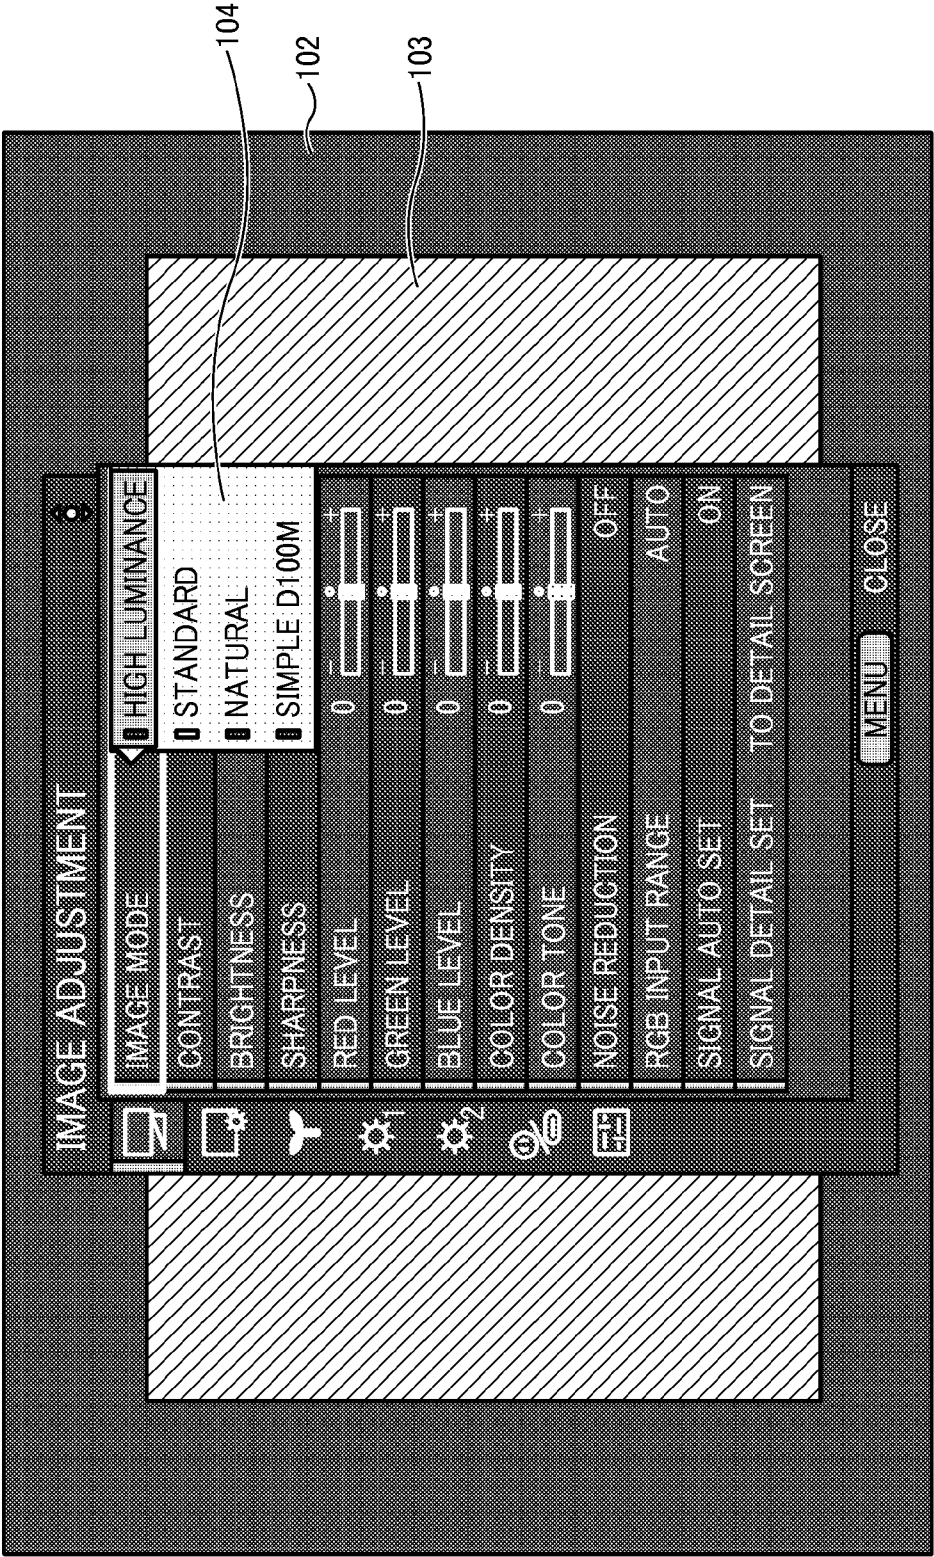 104
102
103
IMAGE ADJUSTMENT
IMAGE MODE HIGH LUMINANCE
CONTRAST STANDARD
BRIGHTNESS NATURAL
SHARPNESS SIMPLE D100M
RED LEVEL 0 - +
GREEN LEVEL 0 - +
BLUE LEVEL 0 - +
COLOR DENSITY 0 - +
COLOR TONE 0 - +
NOISE REDUCTION OFF
RGB INPUT RANGE AUTO
SIGNAL AUTO SET ON
SIGNAL DETAIL SET TO DETAIL SCREEN
1
2
MENU CLOSE